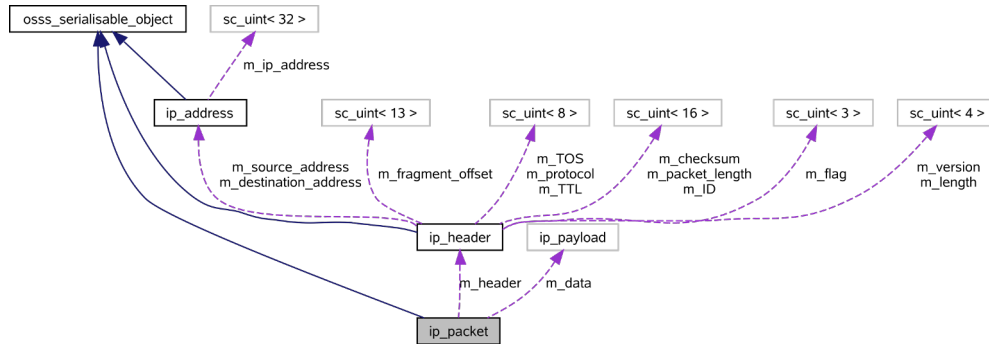 osss_serialisable_object
sc_uint< 32 >
m_ip_address
ip_address
sc_uint< 13 >
sc_uint< 8 >
sc_uint< 16 >
sc_uint< 3 >
sc_uint< 4 >
m_source_address
m_destination_address
m_fragment_offset
m_TOS
m_protocol
m_TTL
m_checksum
m_packet_length
m_ID
m_flag
m_version
m_length
ip_header
ip_payload
m_header
m_data
ip_packet